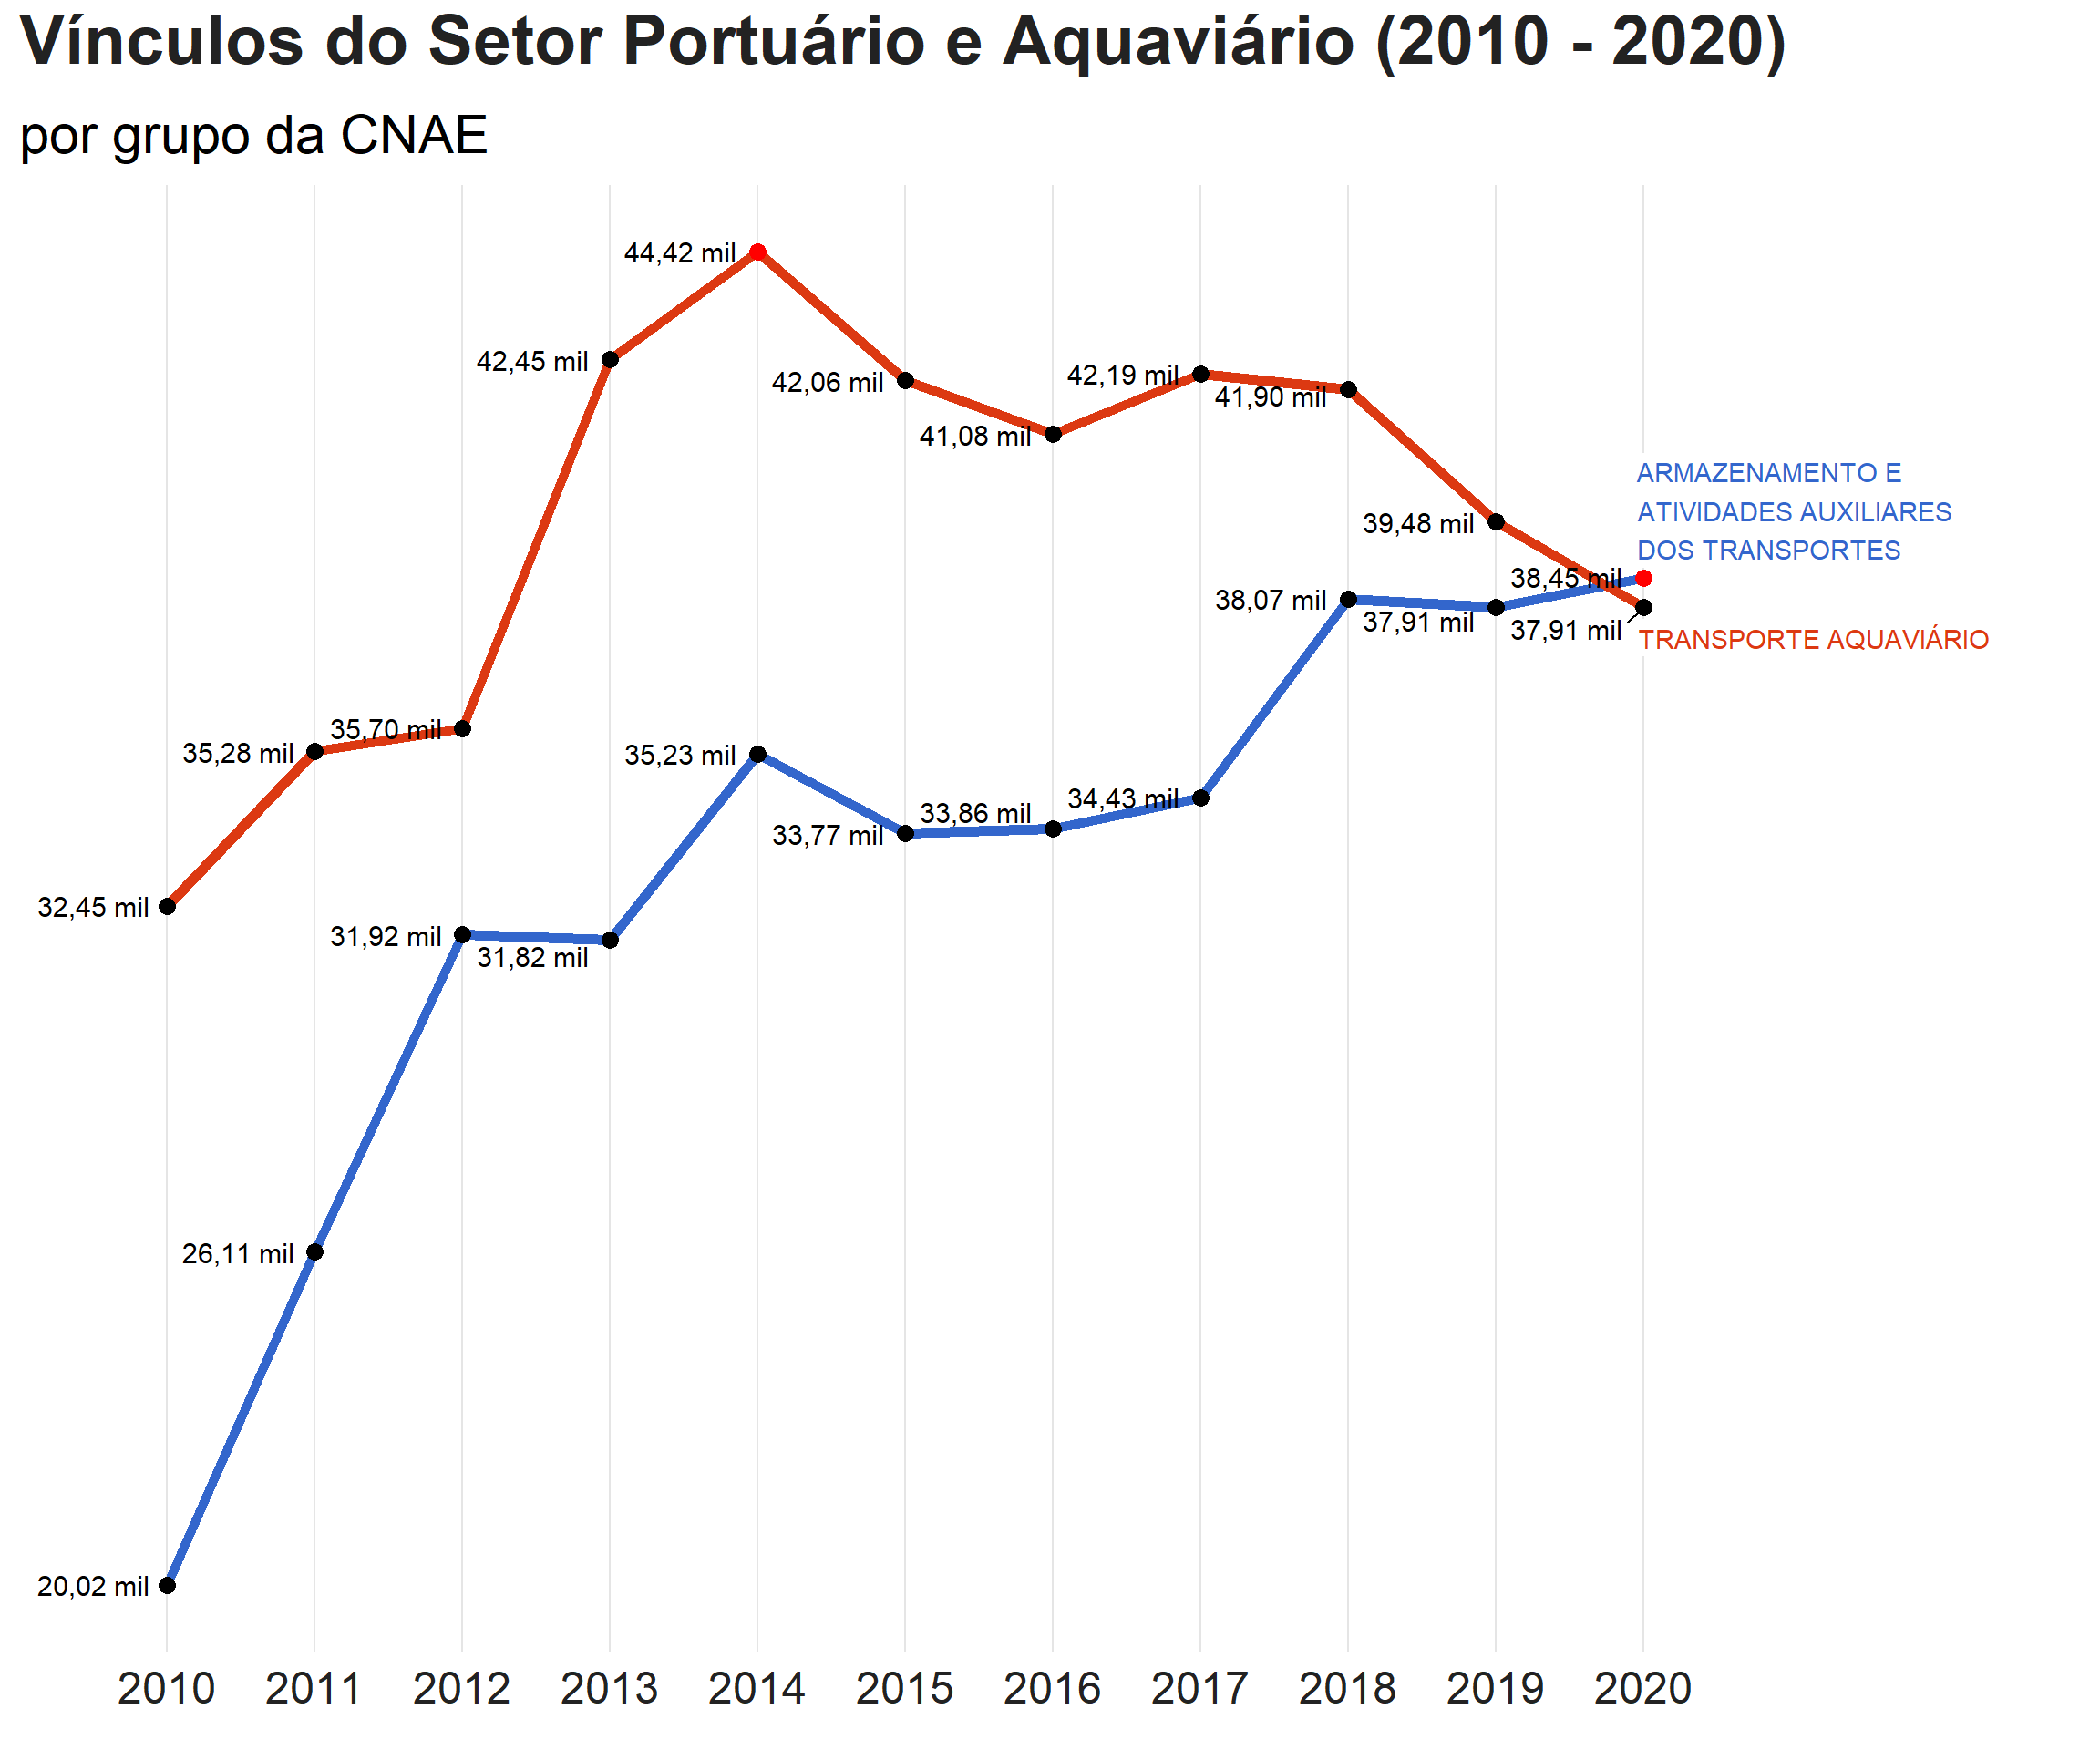 Vínculos do Setor Portuário e Aquaviário (2010 - 2020)
por grupo da CNAE
44,42 mil
42,45 mil
42,06 mil
41,08 mil
42,19 mil
41,90 mil
39,48 mil
ARMAZENAMENTO E
ATIVIDADES AUXILIARES
DOS TRANSPORTES
38,45 mil
38,07 mil
37,91 mil
37,91 mil
TRANSPORTE AQUAVIÁRIO
35,28 mil
35,70 mil
35,23 mil
33,77 mil
33,86 mil
34,43 mil
32,45 mil
31,92 mil
31,82 mil
26,11 mil
20,02 mil
2010 2011 2012 2013 2014 2015 2016 2017 2018 2019 2020